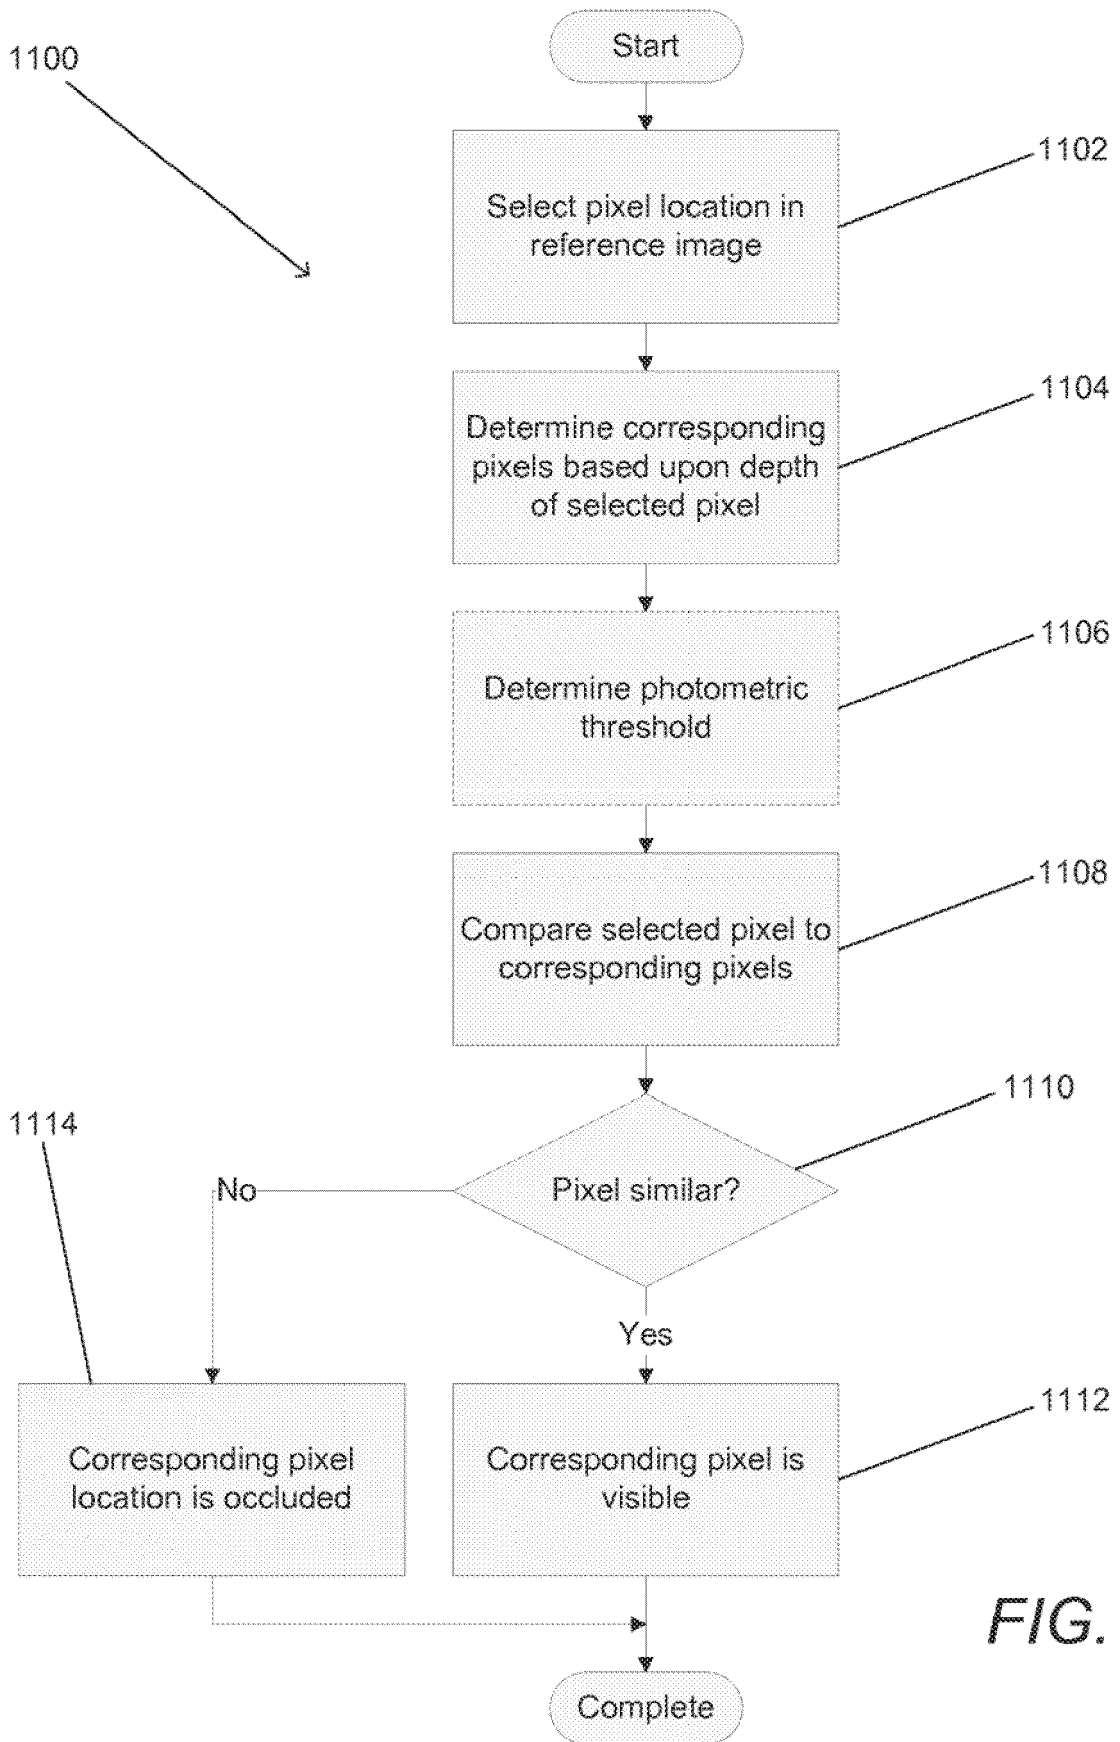 Start
1100
1102
Select pixel location in
reference image
1104
Determine corresponding
pixels based upon depth
of selected pixel
1106
Determine photometric
threshold
1108
Compare selected pixel to
corresponding pixels
1110
1114
No
Pixel similar?
Yes
1112
Corresponding pixel
location is occluded
Corresponding pixel is
visible
FIG.
Complete